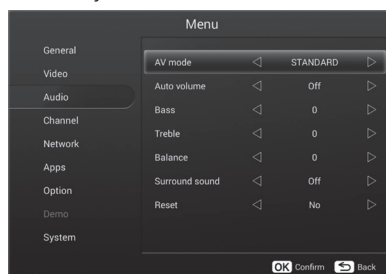 Menu
General
Video
Audio
Channel
Network
Apps
Option
Demo
System
AV mode STANDARD
Auto volume Off
Bass 0
Treble 0
Balance 0
Surround sound Off
Reset No
OK Confirm Back